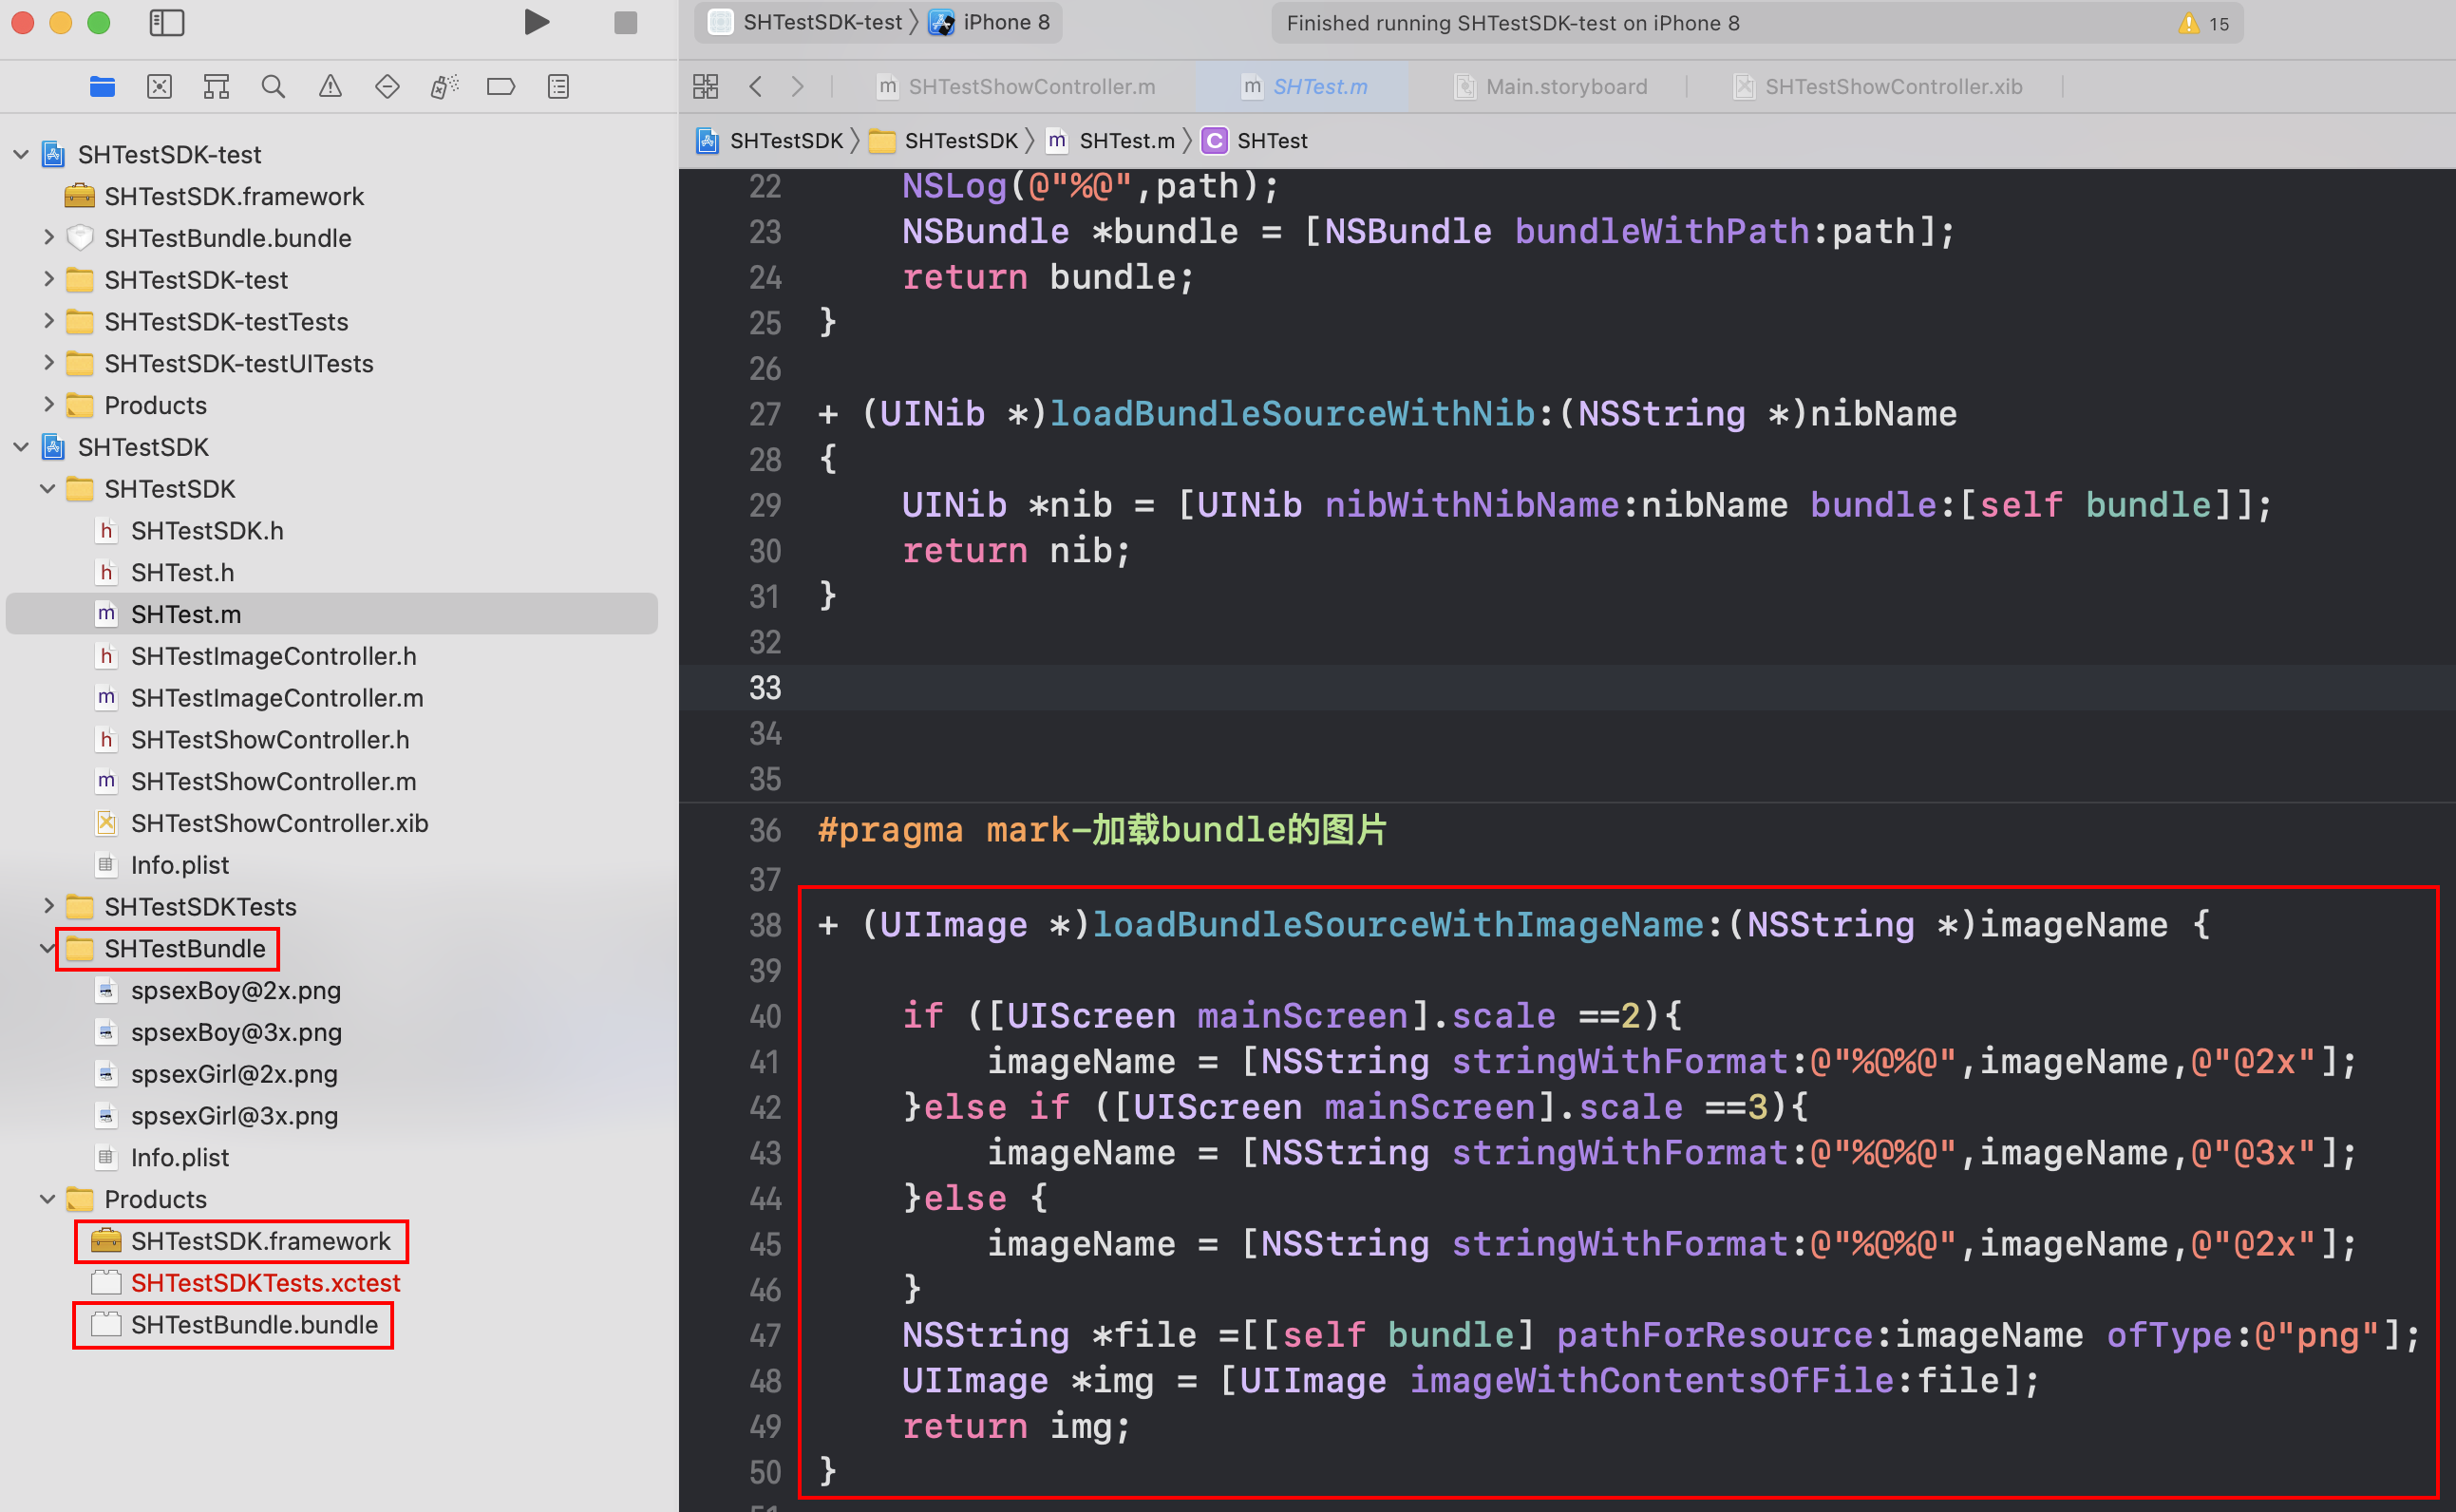 SHTestSDK-test
iPhone 8
Finished running SHTestSDK-test on iPhone 8
15
SHTestShowController.m
SHTest.m
Main.storyboard
SHTestShowController.xib
SHTestSDK
SHTestSDK
SHTest.m
C
SHTest
SHTestSDK-test
SHTestSDK.framework
SHTestBundle.bundle
SHTestSDK-test
SHTestSDK-testTests
SHTestSDK-testUITests
Products
SHTestSDK
SHTestSDK
h SHTestSDK.h
h SHTest.h
m SHTest.m
h SHTestImageController.h
m SHTestImageController.m
h SHTestShowController.h
m SHTestShowController.m
SHTestShowController.xib
Info.plist
SHTestSDKTests
SHTestBundle
spsexBoy@2x.png
spsexBoy@3x.png
spsexGirl@2x.png
spsexGirl@3x.png
Info.plist
Products
SHTestSDK.framework
SHTestSDKTests.xctest
SHTestBundle.bundle
22 NSLog(@"%@",path);
23 NSBundle *bundle = [NSBundle bundleWithPath:path];
24 return bundle;
25 }
26
27 + (UINib *)loadBundleSourceWithNib:(NSString *)nibName
28 {
29 UINib *nib = [UINib nibWithNibName:nibName bundle:[self bundle]];
30 return nib;
31 }
32
33
34
35
36 #pragma mark-加载bundle的图片
37
38 + (UIImage *)loadBundleSourceWithImageName:(NSString *)imageName {
39
40 if ([UIScreen mainScreen].scale ==2){
41 imageName = [NSString stringWithFormat:@"%@%@",imageName,@"@2x"];
42 }else if ([UIScreen mainScreen].scale ==3){
43 imageName = [NSString stringWithFormat:@"%@%@",imageName,@"@3x"];
44 }else {
45 imageName = [NSString stringWithFormat:@"%@%@",imageName,@"@2x"];
46 }
47 NSString *file =[[self bundle] pathForResource:imageName ofType:@"png"];
48 UIImage *img = [UIImage imageWithContentsOfFile:file];
49 return img;
50 }